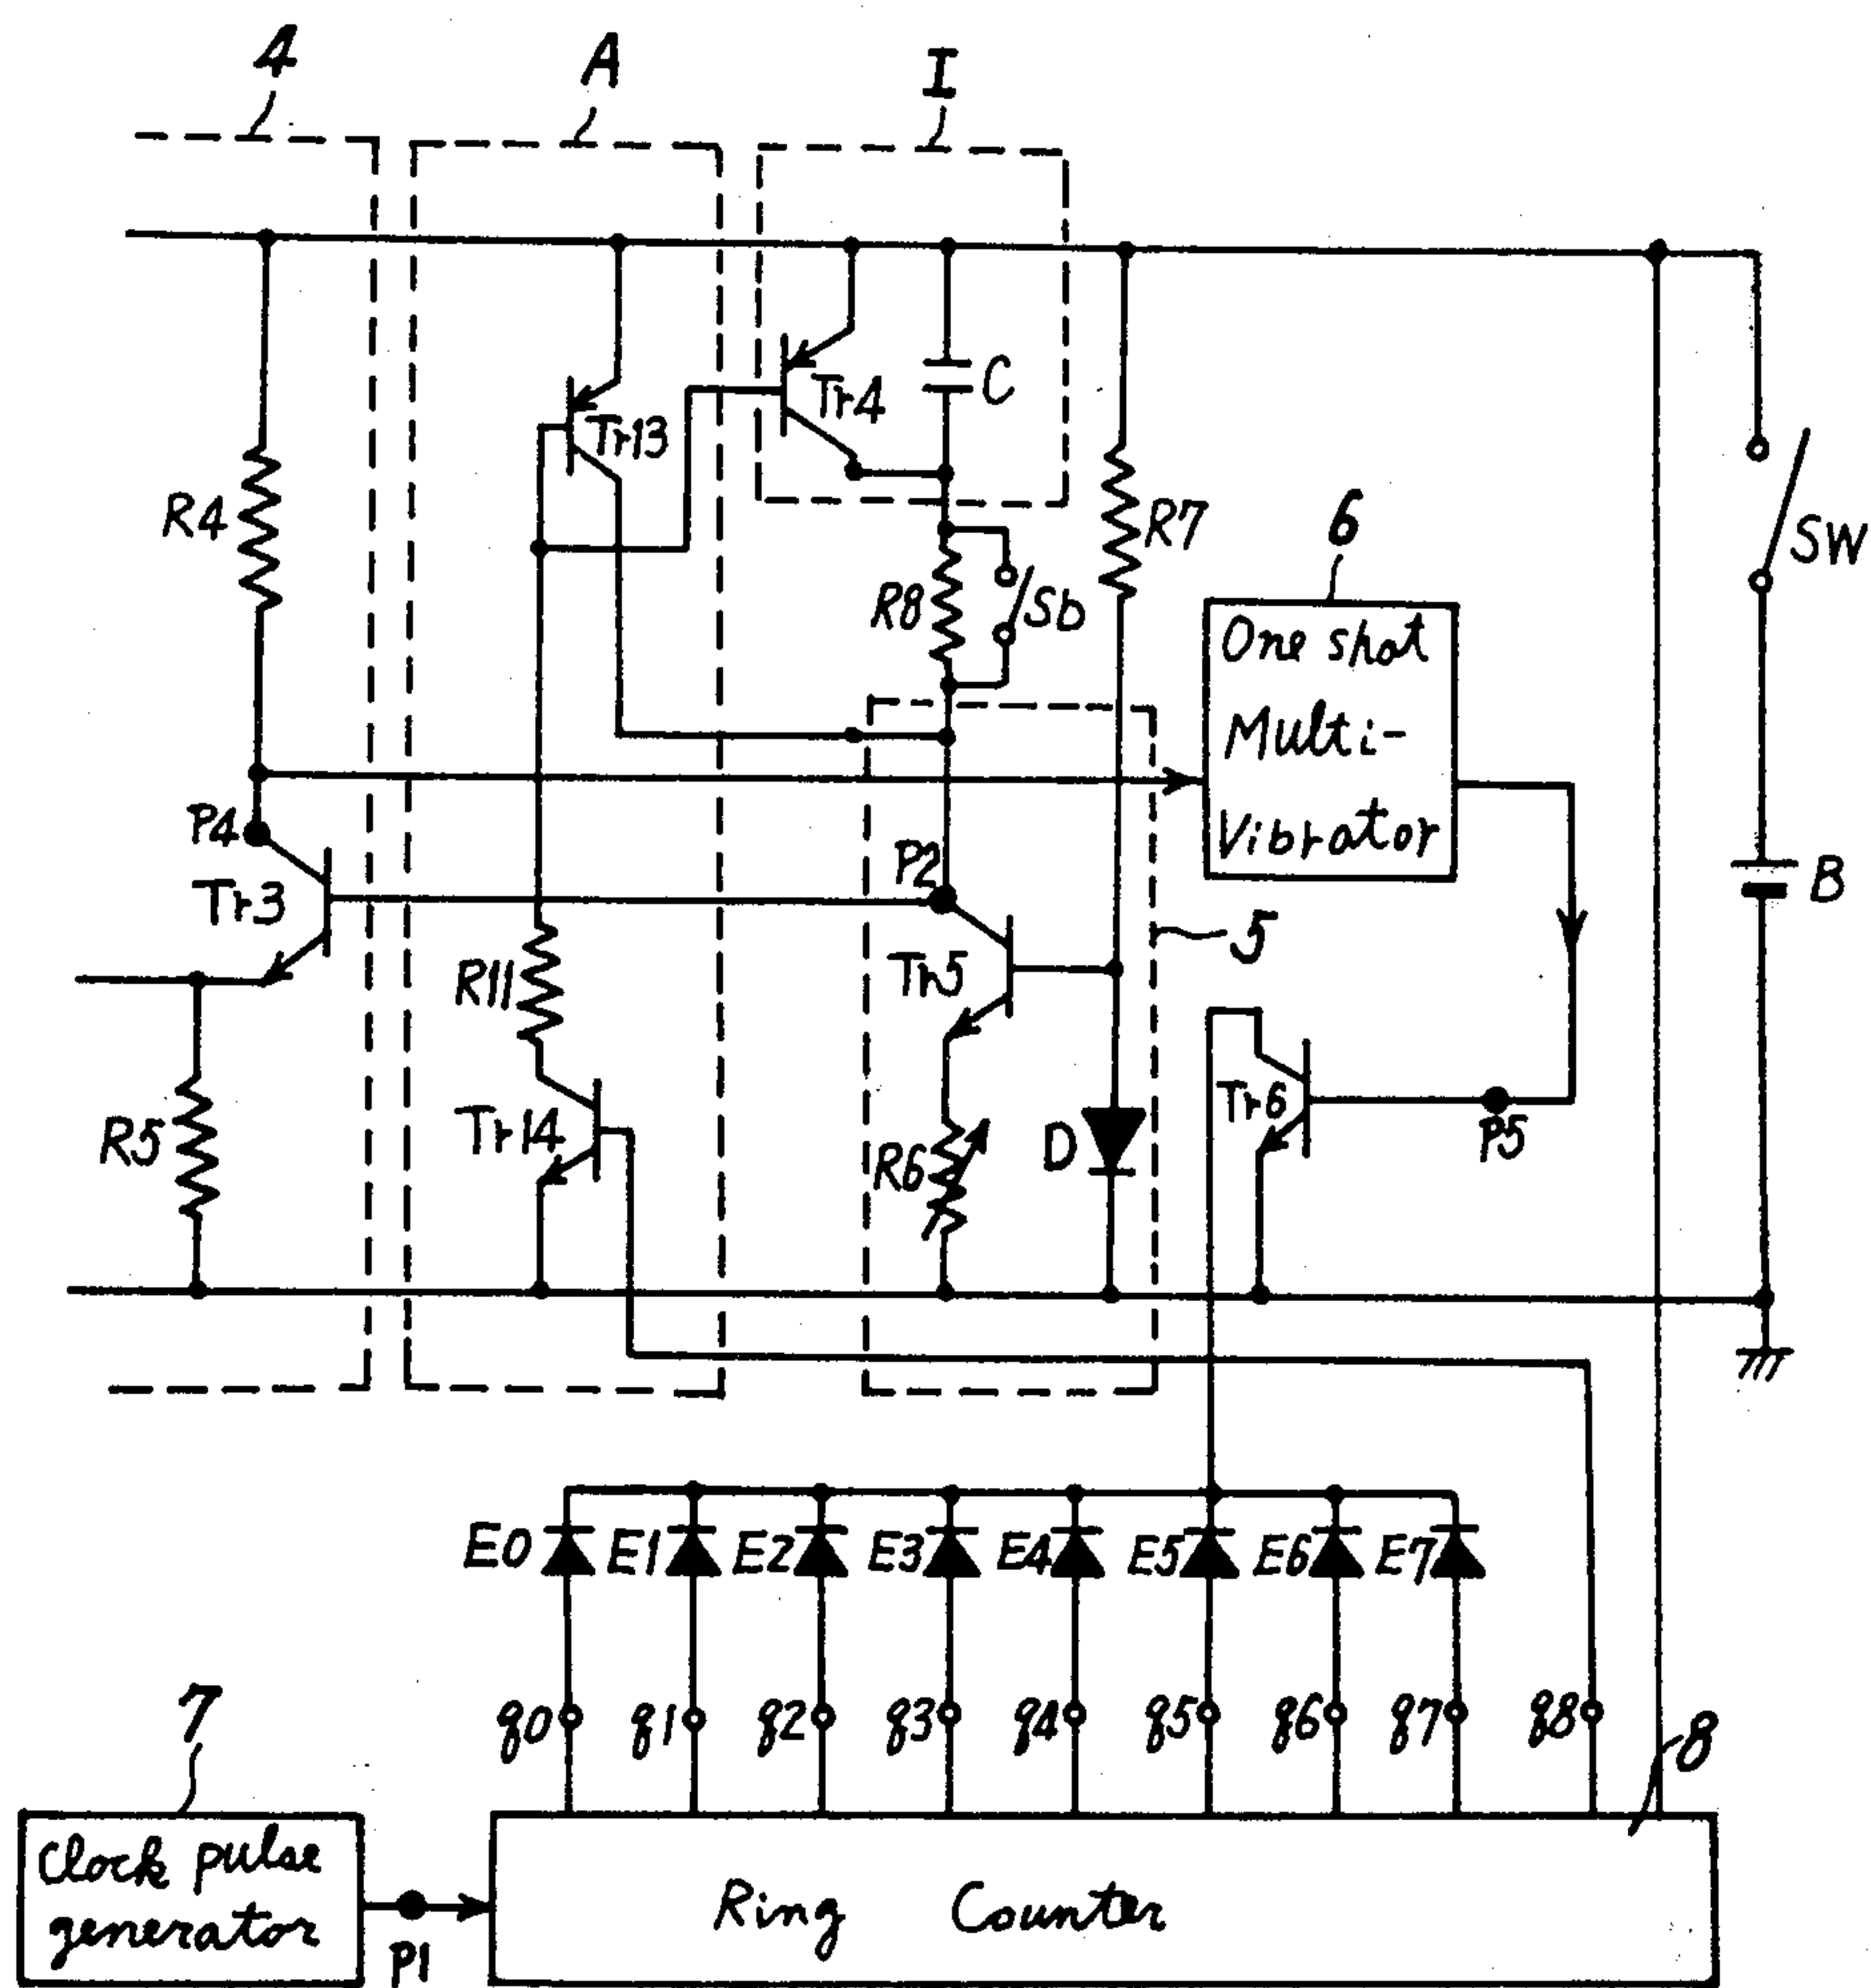 4
A
I
Tr13
Tr4
C
R4
R7
6
SW
R8
Sb
One shot
Multi-
Vibrator
P4
P2
B
Tr3
5
R11
Tr5
Tr6
P5
R5
Tr14
R6
D
E0 E1 E2 E3 E4 E5 E6 E7
7
q0 q1 q2 q3 q4 q5 q6 q7 q8
8
Clock pulse
generator
P1
Ring Counter